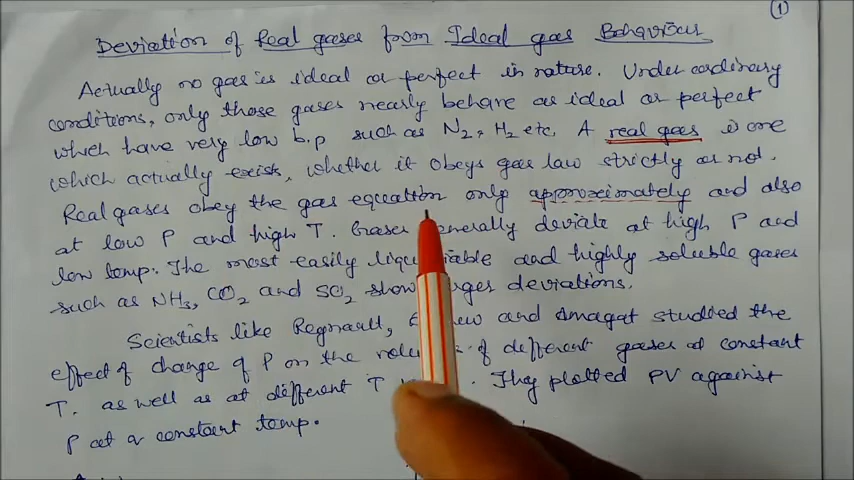 1
Deviation of Real gases from Ideal gas Behaviour
Actually no gas is ideal or perfect in nature. Under ordinary
conditions, only those gases nearly behave as ideal or perfect
which have very low b.p such as N2, H2 etc. A real gas is one
which actually exists, whether it obeys gas law strictly or not.
Real gases obey the gas equation only approximately and also
at low P and high T. Gases generally deviate at high P and
low temp. The most easily and highly soluble gases
such as NH3, CO2 and SO2 show deviations.
Scientists like Regnault, and Amagat studied the
effect of change of P on the of different gases at constant
T. as well as at different T. They plotted PV against
P at a constant temp.